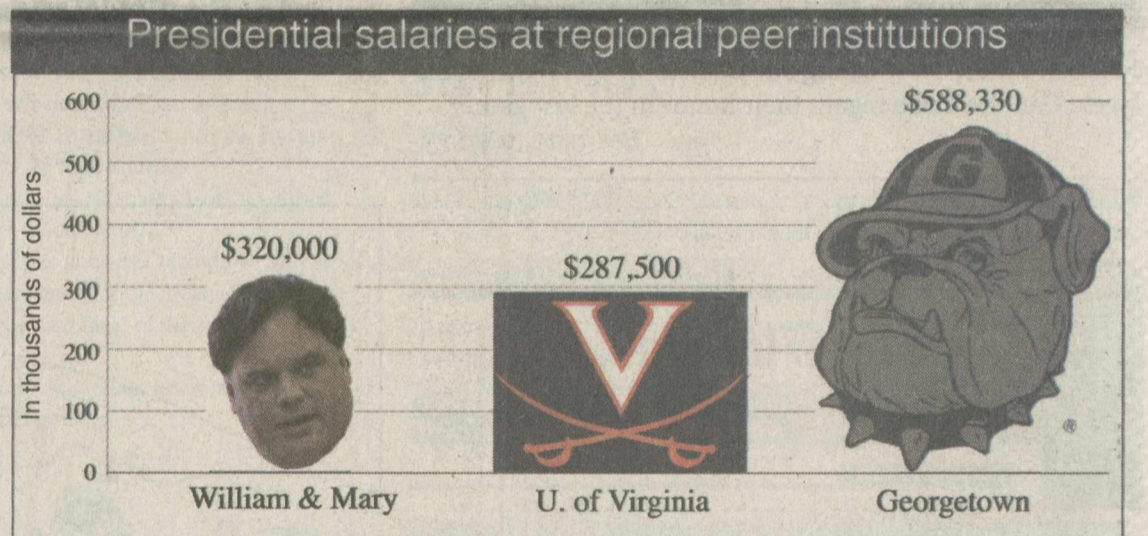 Presidential salaries at regional peer institutions
In thousands of dollars
600
500
400
300
200
100
0
$320,000
$287,500
$588,330
G
V
®
William & Mary
U. of Virginia
Georgetown